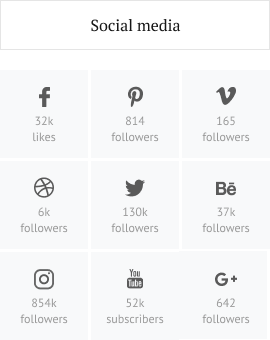 Social media
32k
likes
814
followers
165
followers
6k
followers
130k
followers
Bē
37k
followers
854k
followers
You
Tube
52k
subscribers
G+
642
followers